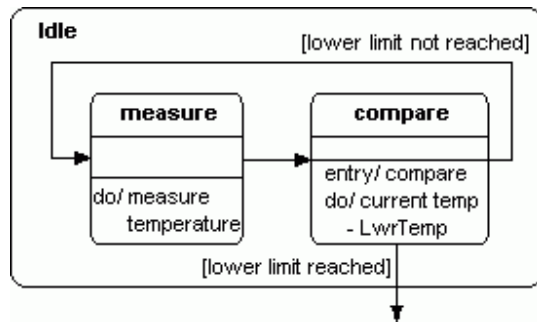 Idle
[lower limit not reached]
measure
compare
do/ measure
temperature
entry/ compare
do/ current temp
- LwrTemp
[lower limit reached]